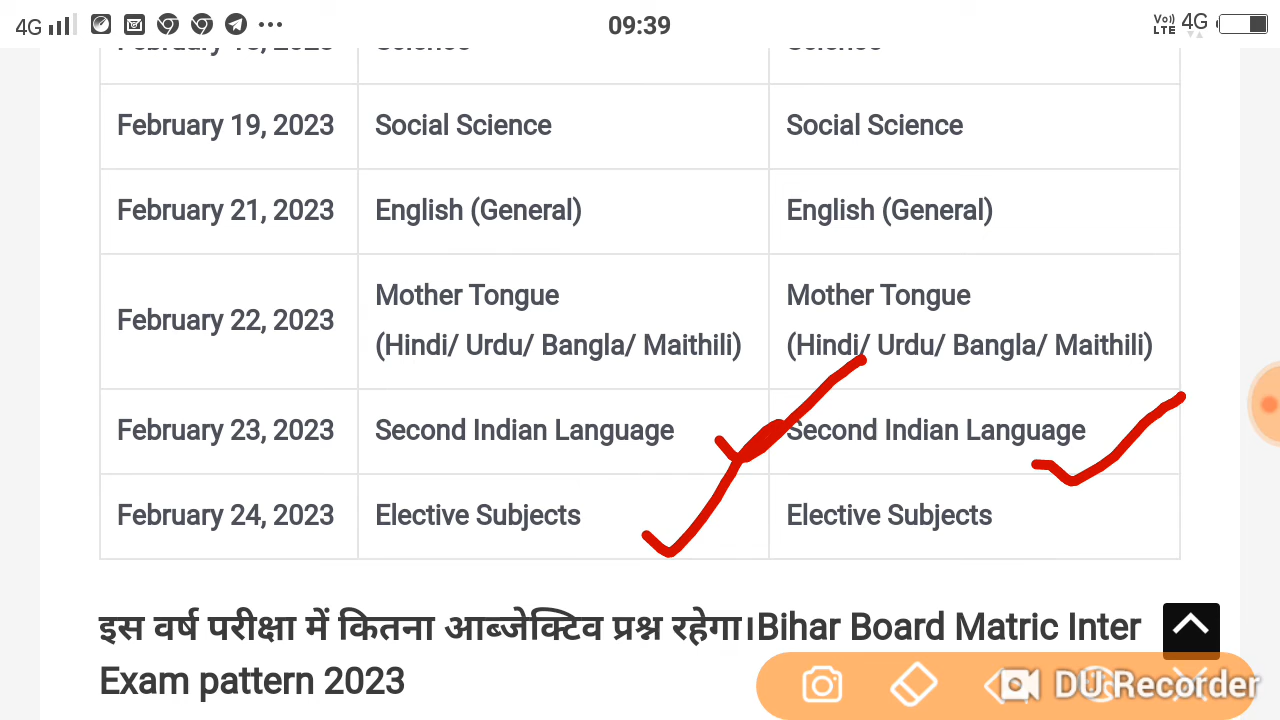 4G 09:39 Vo)) LTE 4G
February 19, 2023 Social Science Social Science
February 21, 2023 English (General) English (General)
February 22, 2023 Mother Tongue Mother Tongue
(Hindi/ Urdu/ Bangla/ Maithili) (Hindi/ Urdu/ Bangla/ Maithili)
February 23, 2023 Second Indian Language Second Indian Language
February 24, 2023 Elective Subjects Elective Subjects
इस वर्ष परीक्षा में कितना आब्जेक्टिव प्रश्न रहेगा।Bihar Board Matric Inter
Exam pattern 2023
DU Recorder